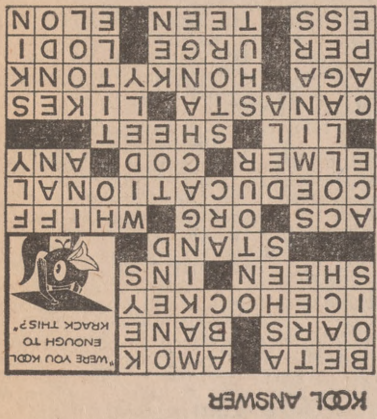 KOOL ANSWER
BETA AMOK
OARS BANE
ICEHOCKEY
SHEEN INS
"WERE YOU KOOL
ENOUGH TO
KRACK THIS?"
STAND
ACS ORG WHIFF
COEDUCATIONAL
ELMER COD ANY
LIL SHEET
CANASTA LIKES
AGA HONKYTONK
PER URGE LODI
ESS TEEN ELON